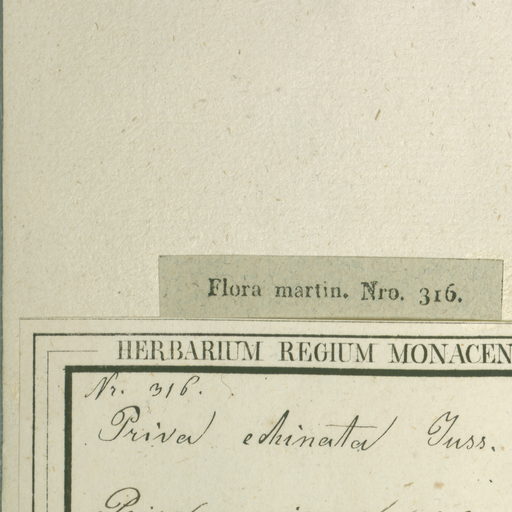 Flora martin. Nro. 316.
HERBARIUM REGIUM MONACEN
Nr. 316.
Priva echinata Juss.